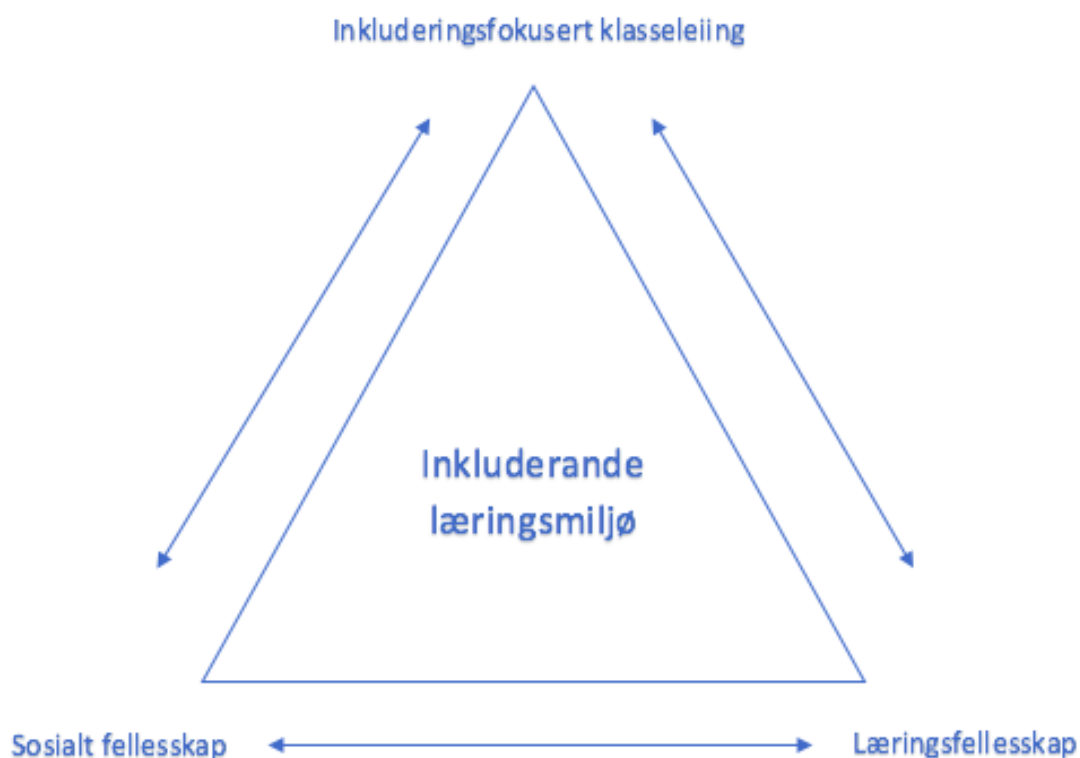 Inkluderingsfokusert klasseleiing
Inkluderande
læringsmiljø
Sosialt fellesskap
Læringsfellesskap